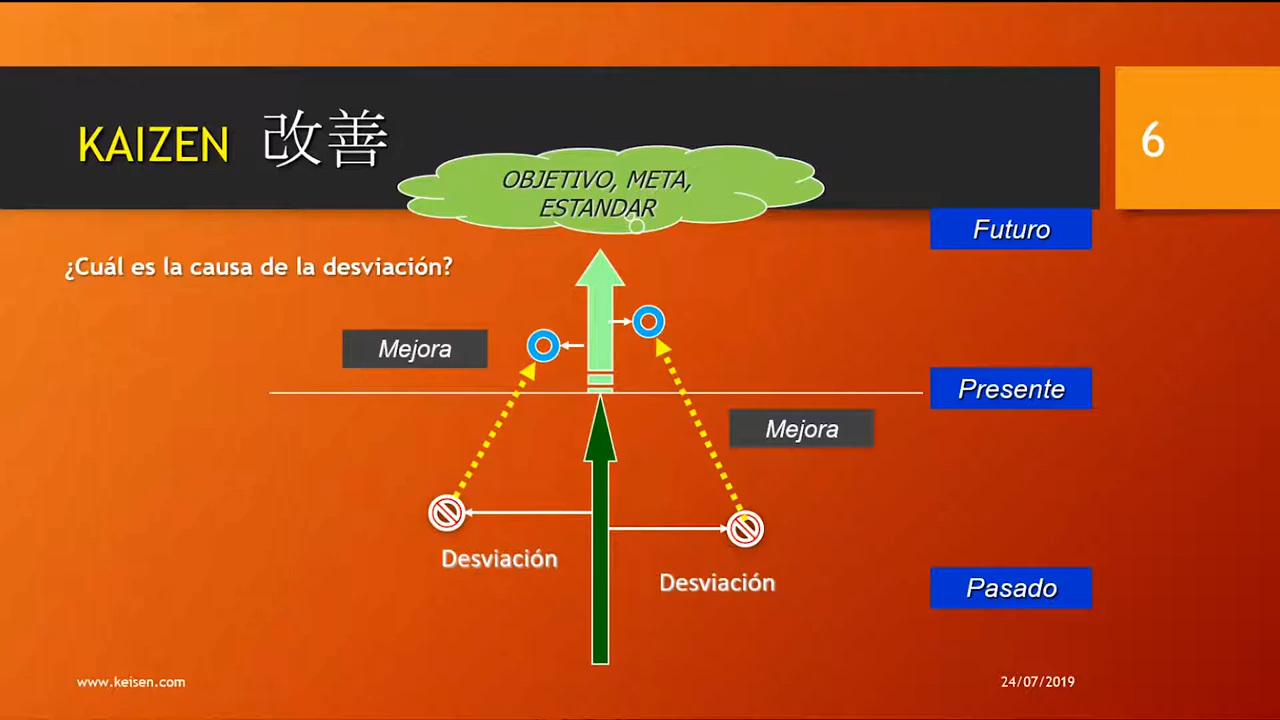 KAIZEN 改善
6
OBJETIVO, META,
ESTANDAR
Futuro
¿Cuál es la causa de la desviación?
Mejora
Presente
Mejora
Desviación
Desviación
Pasado
www.keisen.com
24/07/2019